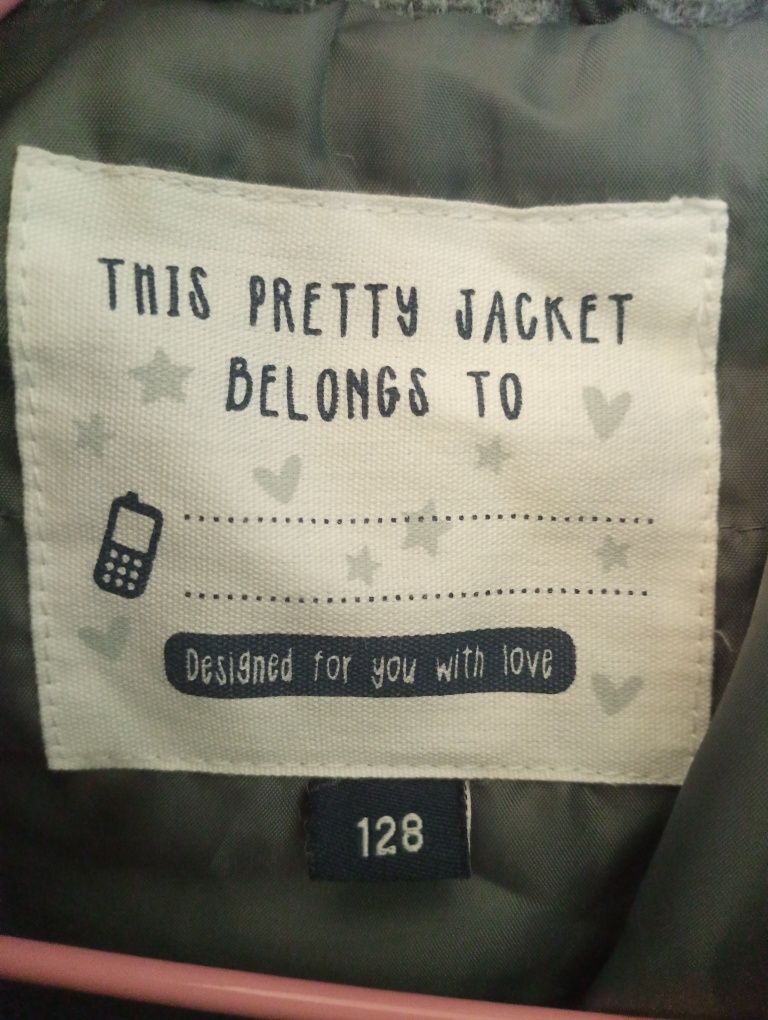 THIS PRETTY JACKET
BELONGS TO
Designed for you with love
128